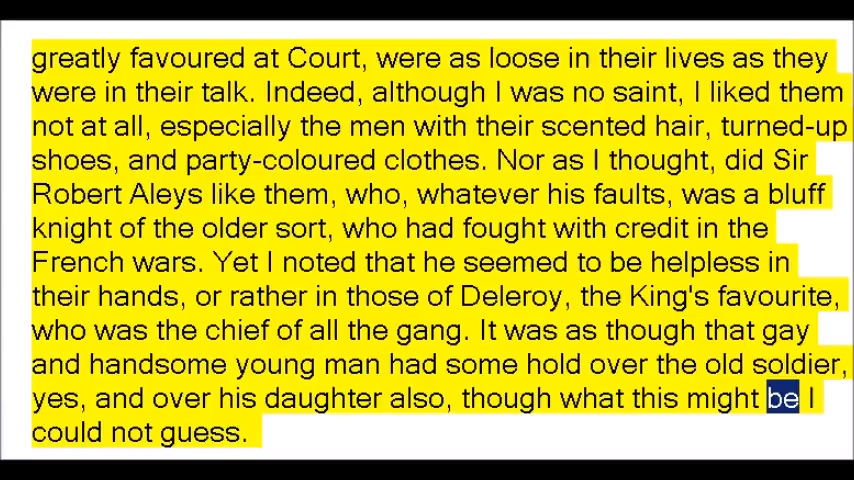 greatly favoured at Court, were as loose in their lives as they
were in their talk. Indeed, although I was no saint, I liked them
not at all, especially the men with their scented hair, turned-up
shoes, and party-coloured clothes. Nor as I thought, did Sir
Robert Aleys like them, who, whatever his faults, was a bluff
knight of the older sort, who had fought with credit in the
French wars. Yet I noted that he seemed to be helpless in
their hands, or rather in those of Deleroy, the King's favourite,
who was the chief of all the gang. It was as though that gay
and handsome young man had some hold over the old soldier,
yes, and over his daughter also, though what this might be I
could not guess.